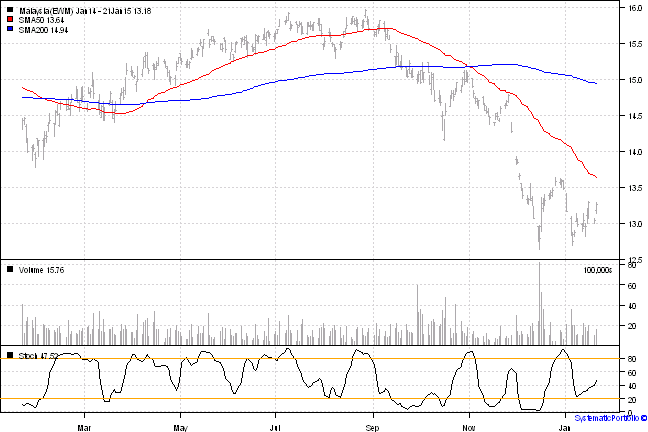 Malaysia(EWM) Jan14 - 21Jan15 13.18
SMA50 13.64
SMA200 14.94
16.0
15.5
15.0
14.5
14.0
13.5
13.0
12.5
Volume 15.76
100,000s
80
60
40
20
Stoch 47.52
80
60
40
20
0
Mar
May
Jul
Sep
Nov
Jan
SystematicPortfolio ©